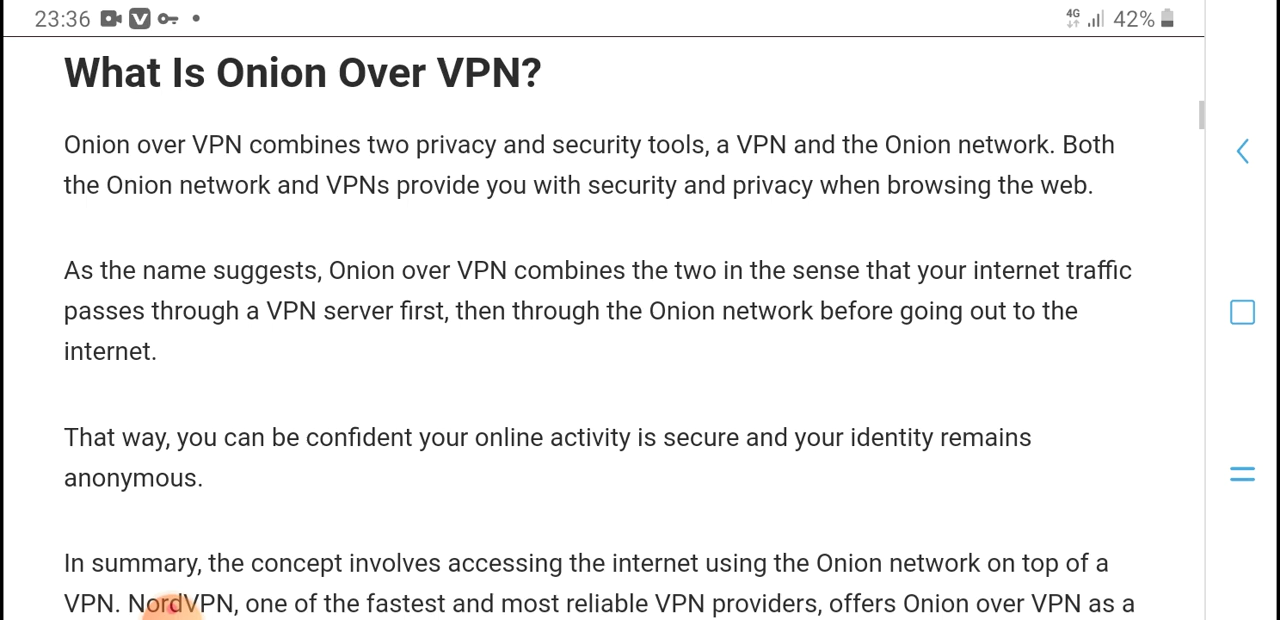 23:36
4G
42%
What Is Onion Over VPN?
Onion over VPN combines two privacy and security tools, a VPN and the Onion network. Both
the Onion network and VPNs provide you with security and privacy when browsing the web.
As the name suggests, Onion over VPN combines the two in the sense that your internet traffic
passes through a VPN server first, then through the Onion network before going out to the
internet.
That way, you can be confident your online activity is secure and your identity remains
anonymous.
In summary, the concept involves accessing the internet using the Onion network on top of a
VPN. NordVPN, one of the fastest and most reliable VPN providers, offers Onion over VPN as a